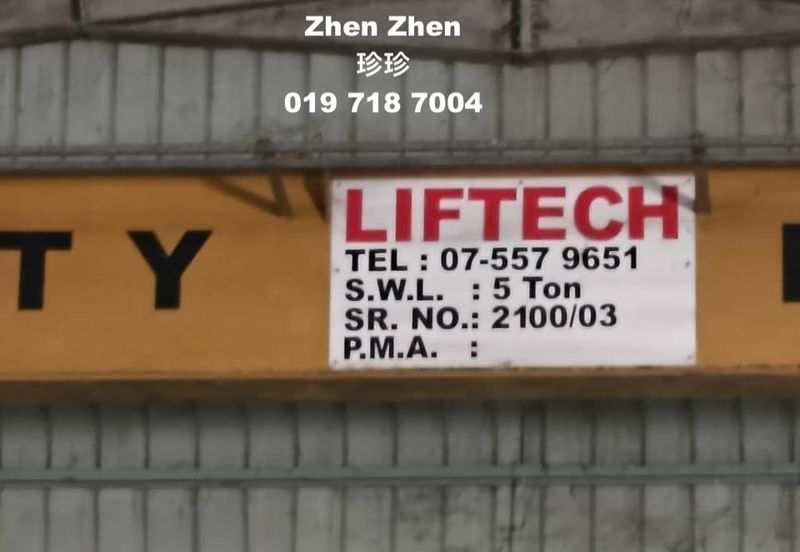 Zhen Zhen
珍珍
019 718 7004
T Y
LIFTECH
TEL : 07-557 9651
S.W.L. : 5 Ton
SR. NO.: 2100/03
P.M.A. :